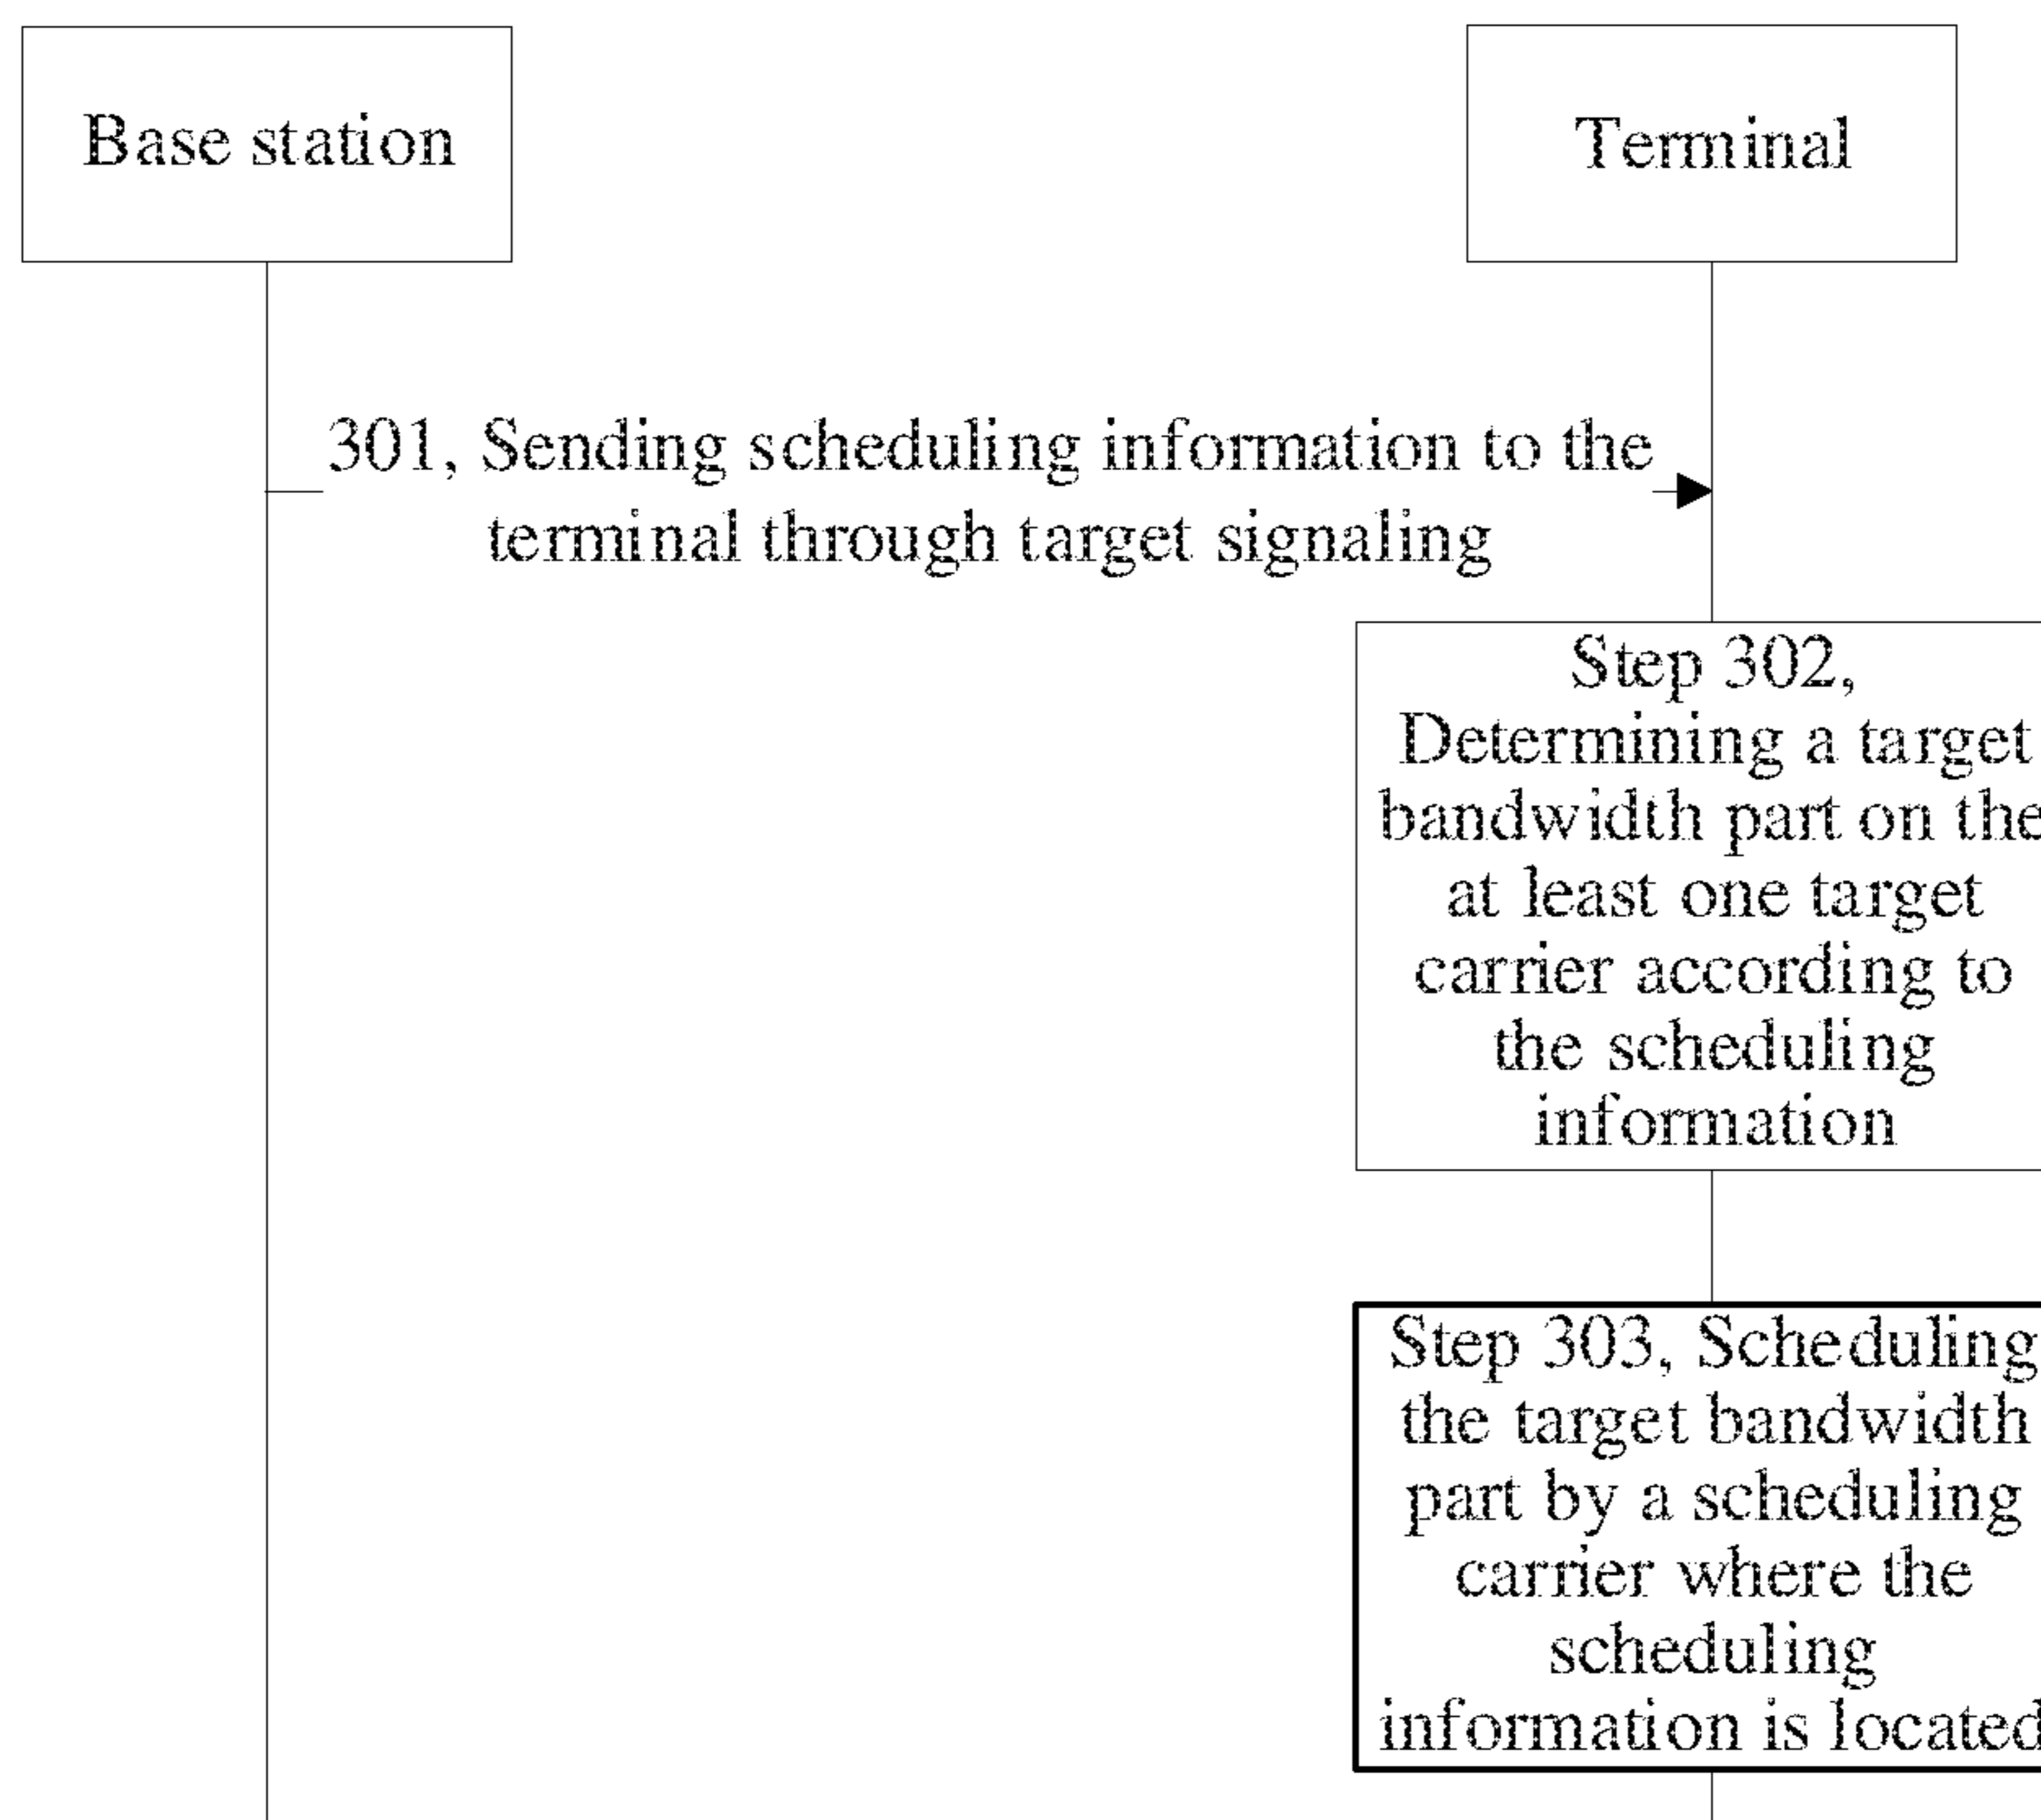 Base station
Terminal
301, Sending scheduling information to the
terminal through target signaling
Step 302,
Determining a target
bandwidth part on the
at least one target
carrier according to
the scheduling
information
Step 303, Scheduling
the target bandwidth
part by a scheduling
carrier where the
scheduling
information is located